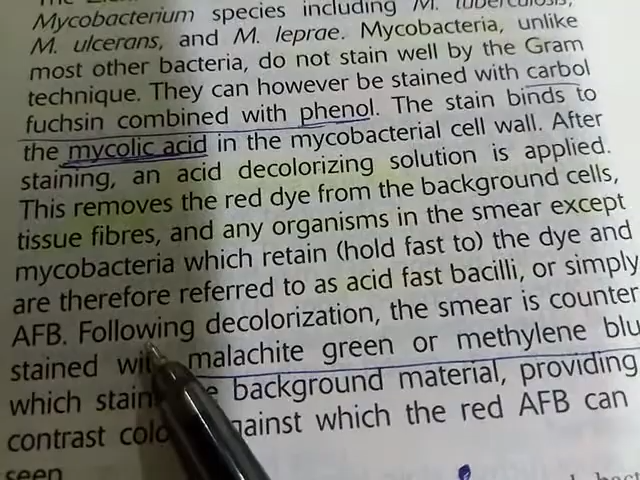 Mycobacterium species including M. tuberculosis,
M. ulcerans, and M. leprae. Mycobacteria, unlike
most other bacteria, do not stain well by the Gram
technique. They can however be stained with carbol
fuchsin combined with phenol. The stain binds to
the mycolic acid in the mycobacterial cell wall. After
staining, an acid decolorizing solution is applied.
This removes the red dye from the background cells,
tissue fibres, and any organisms in the smear except
mycobacteria which retain (hold fast to) the dye and
are therefore referred to as acid fast bacilli, or simply
AFB. Following decolorization, the smear is counter
stained wit malachite green or methylene blu
which stain e background material, providing
contrast colo gainst which the red AFB can
seen